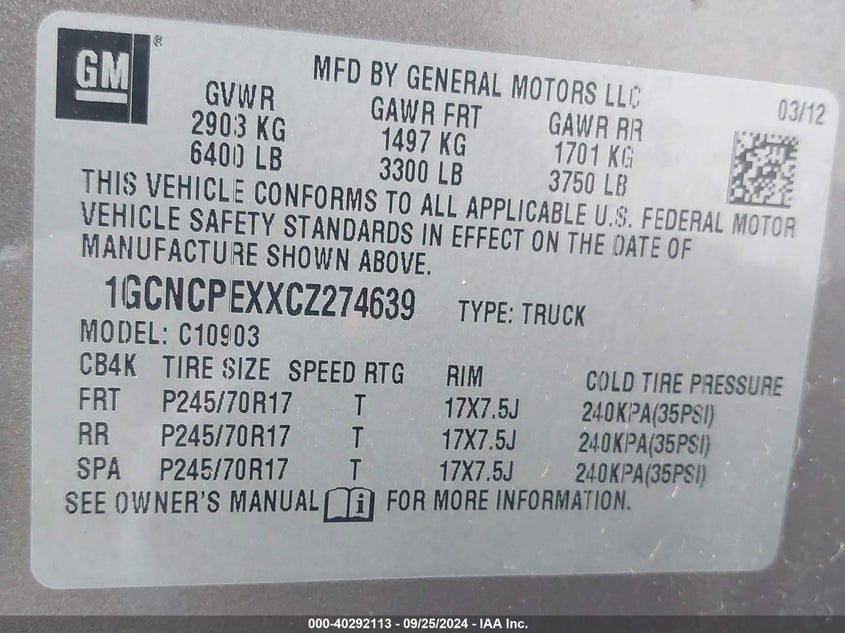 GM ®
MFD BY GENERAL MOTORS LLC
03/12
GVWR GAWR FRT GAWR RR
2903 KG 1497 KG 1701 KG
6400 LB 3300 LB 3750 LB
THIS VEHICLE CONFORMS TO ALL APPLICABLE U.S. FEDERAL MOTOR
VEHICLE SAFETY STANDARDS IN EFFECT ON THE DATE OF
MANUFACTURE SHOWN ABOVE.
1GCNCPEXXCZ274639 TYPE: TRUCK
MODEL: C10903
CB4K TIRE SIZE SPEED RTG RIM COLD TIRE PRESSURE
FRT P245/70R17 T 17X7.5J 240KPA(35PSI)
RR P245/70R17 T 17X7.5J 240KPA(35PSI)
SPA P245/70R17 T 17X7.5J 240KPA(35PSI)
SEE OWNER'S MANUAL i FOR MORE INFORMATION.
000-40292113 - 09/25/2024 - IAA Inc.